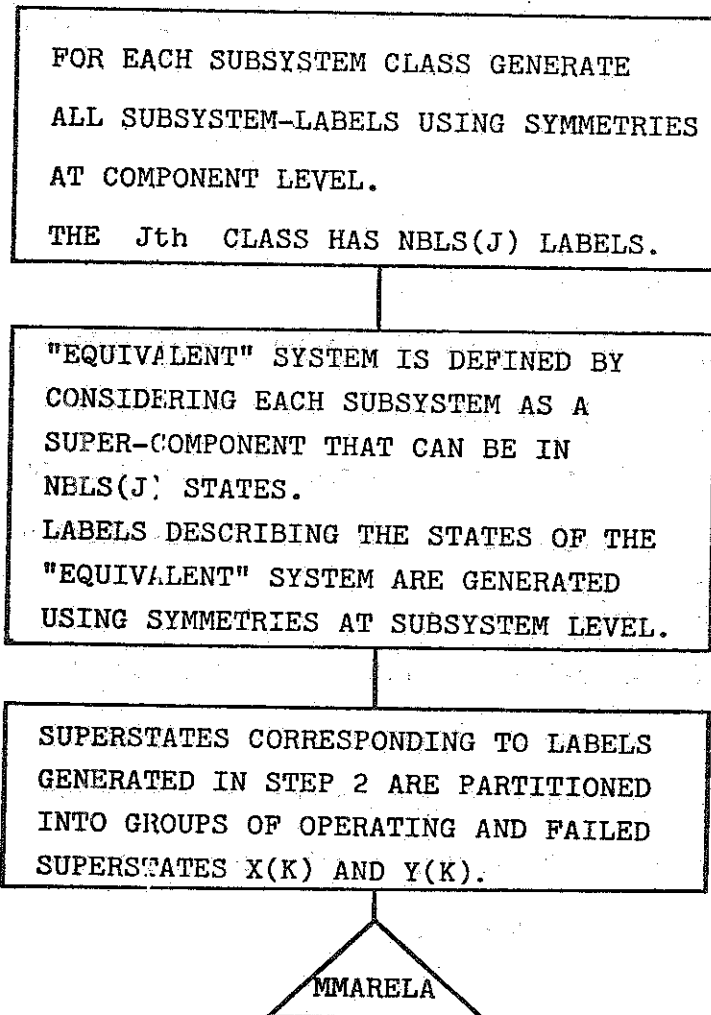 FOR EACH SUBSYSTEM CLASS GENERATE
ALL SUBSYSTEM-LABELS USING SYMMETRIES
AT COMPONENT LEVEL.
THE Jth CLASS HAS NBLS(J) LABELS.
"EQUIVALENT" SYSTEM IS DEFINED BY
CONSIDERING EACH SUBSYSTEM AS A
SUPER-COMPONENT THAT CAN BE IN
NBLS(J) STATES.
LABELS DESCRIBING THE STATES OF THE
"EQUIVALENT" SYSTEM ARE GENERATED
USING SYMMETRIES AT SUBSYSTEM LEVEL.
SUPERSTATES CORRESPONDING TO LABELS
GENERATED IN STEP 2 ARE PARTITIONED
INTO GROUPS OF OPERATING AND FAILED
SUPERSTATES X(K) AND Y(K).
MMARELA